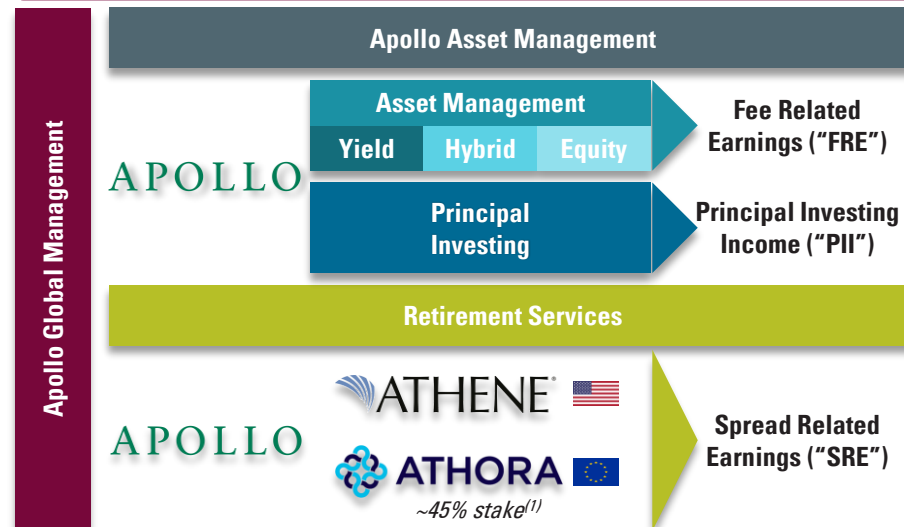 Apollo Global Management
Apollo Asset Management
APOLLO
Asset Management
Yield Hybrid Equity
Fee Related
Earnings (“FRE”)
Principal
Investing
Principal Investing
Income (“PII”)
Retirement Services
APOLLO
ATHENE®
ATHORA
~45% stake(1)
Spread Related
Earnings (“SRE”)